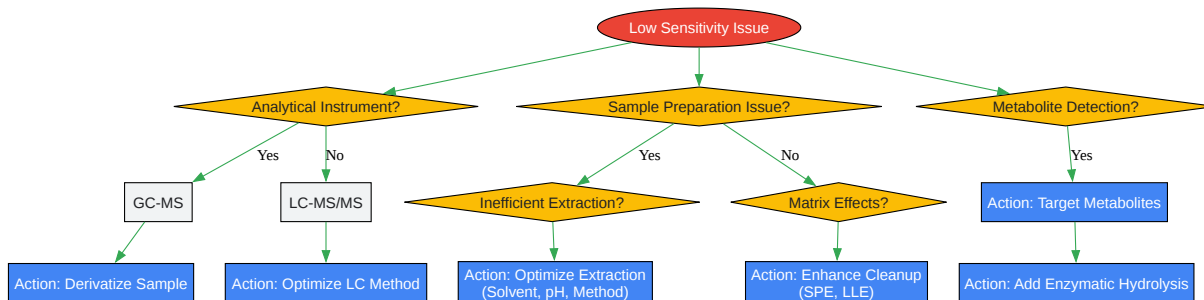 Low Sensitivity Issue
Analytical Instrument?
Sample Preparation Issue?
Metabolite Detection?
Yes
No
Yes
No
Yes
GC-MS
LC-MS/MS
Inefficient Extraction?
Matrix Effects?
Action: Target Metabolites
Action: Derivatize Sample
Action: Optimize LC Method
Action: Optimize Extraction
(Solvent, pH, Method)
Action: Enhance Cleanup
(SPE, LLE)
Action: Add Enzymatic Hydrolysis